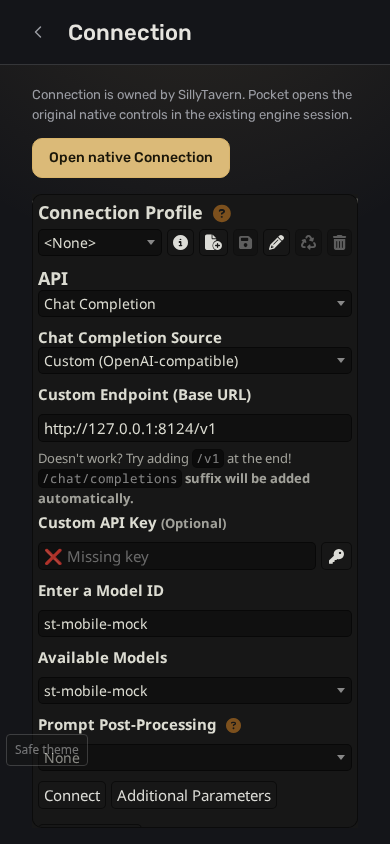 Connection
Connection is owned by SillyTavern. Pocket opens the
original native controls in the existing engine session.
Open native Connection
Connection Profile ?
<None>
API
Chat Completion
Chat Completion Source
Custom (OpenAI-compatible)
Custom Endpoint (Base URL)
http://127.0.0.1:8124/v1
Doesn't work? Try adding /v1 at the end!
/chat/completions suffix will be added
automatically.
Custom API Key (Optional)
❌ Missing key
Enter a Model ID
st-mobile-mock
Available Models
st-mobile-mock
Prompt Post-Processing ?
Safe theme
None
Connect Additional Parameters